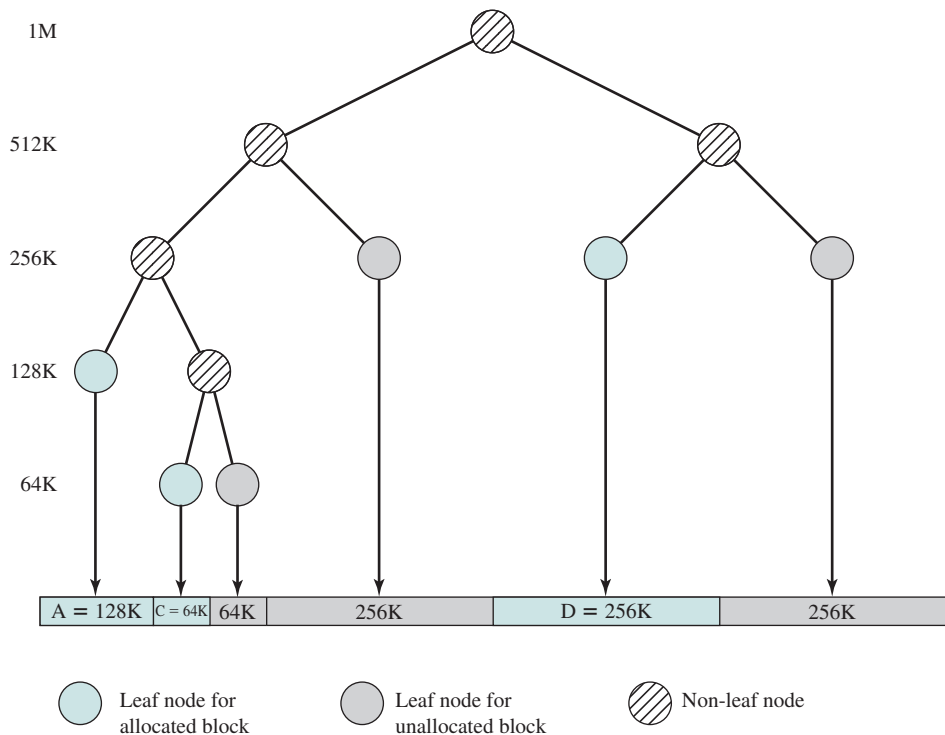 1M
512K
256K
128K
64K
A = 128K C = 64K 64K 256K D = 256K 256K
Leaf node for
allocated block
Leaf node for
unallocated block
Non-leaf node